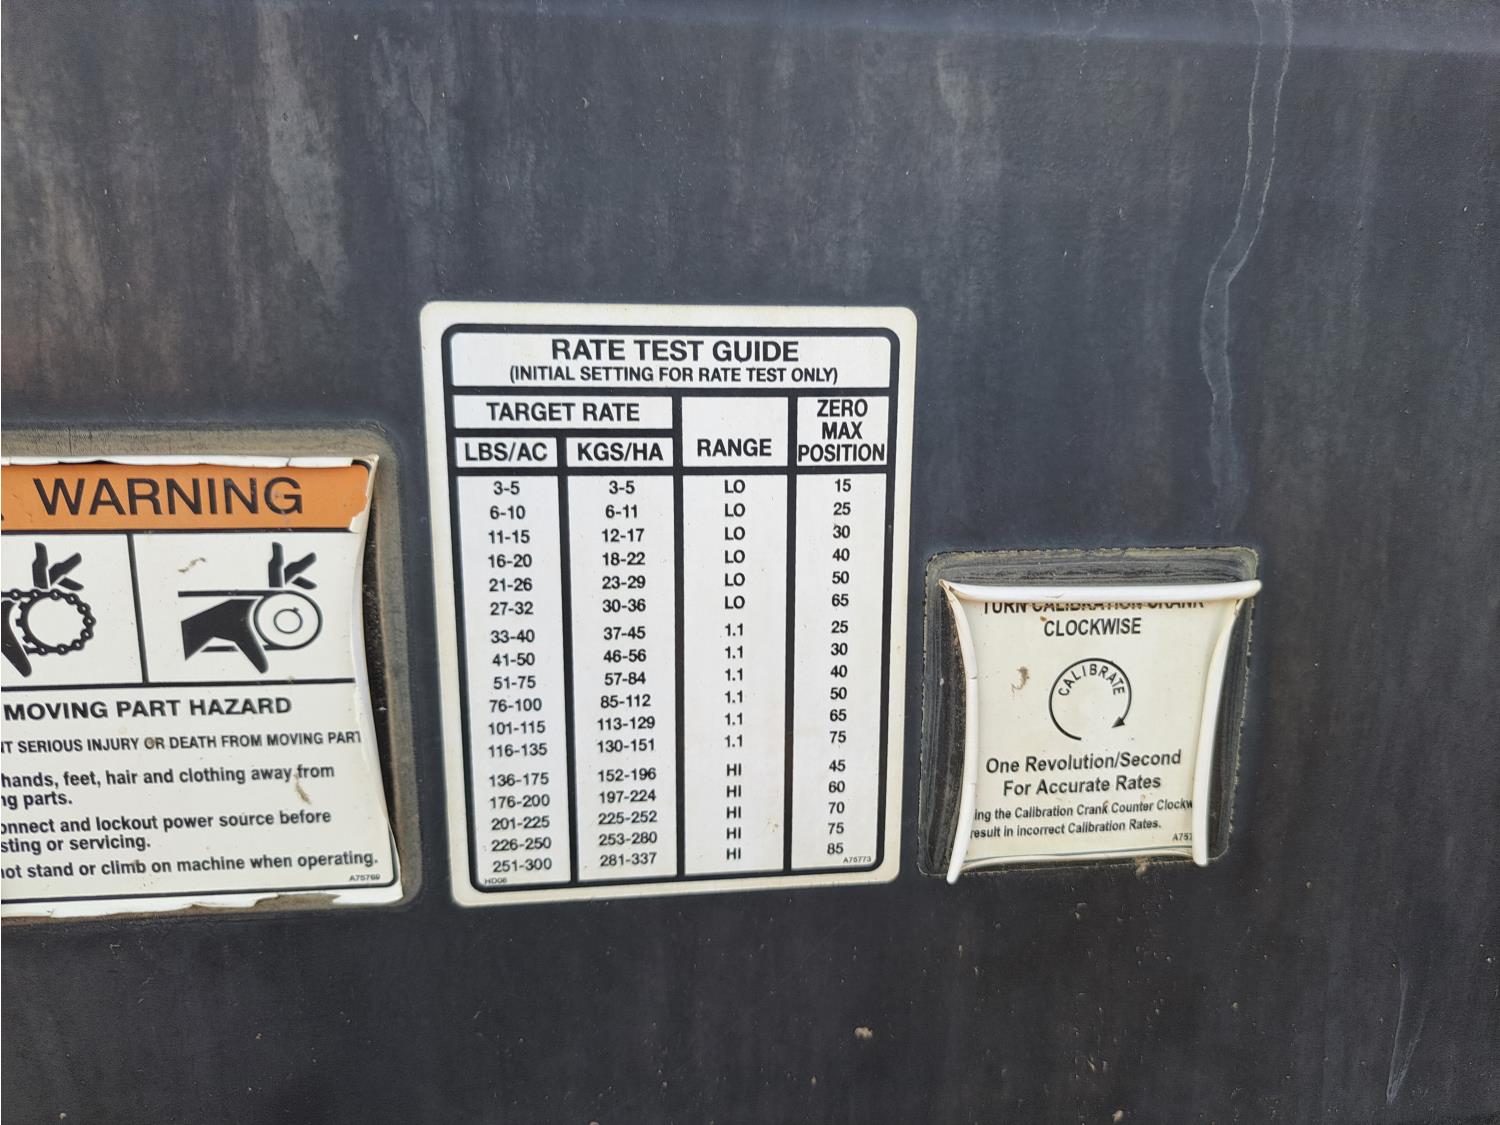 WARNING
MOVING PART HAZARD
SERIOUS INJURY OR DEATH FROM MOVING PART
hands, feet, hair and clothing away from
parts.
and lockout power source before
or servicing.
stand or climb on machine when operating.
A75769
RATE TEST GUIDE
(INITIAL SETTING FOR RATE TEST ONLY)
TARGET RATE
LBS/AC KGS/HA RANGE ZERO MAX POSITION
3-5 3-5 LO 15
6-10 6-11 LO 25
11-15 12-17 LO 30
16-20 18-22 LO 40
21-26 23-29 LO 50
27-32 30-36 LO 65
33-40 37-45 1.1 25
41-50 46-56 1.1 30
51-75 57-84 1.1 40
76-100 85-112 1.1 50
101-115 113-129 1.1 65
116-135 130-151 1.1 75
136-175 152-196 HI 45
176-200 197-224 HI 60
201-225 225-252 HI 70
226-250 253-280 HI 75
251-300 281-337 HI 85
HD06 A75773
TURN CALIBRATION CRANK
CLOCKWISE
CALIBRATE
One Revolution/Second
For Accurate Rates
the Calibration Crank Counter
result in incorrect Calibration Rates.